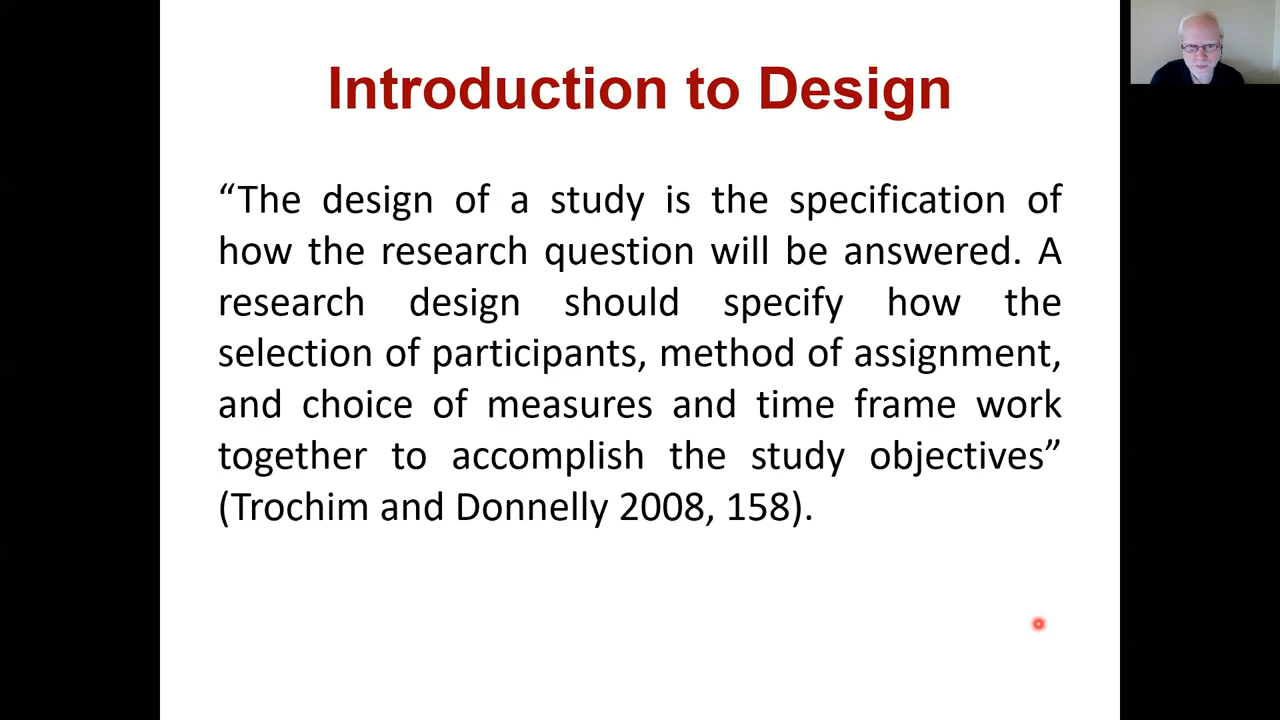 Introduction to Design
“The design of a study is the specification of
how the research question will be answered. A
research design should specify how the
selection of participants, method of assignment,
and choice of measures and time frame work
together to accomplish the study objectives”
(Trochim and Donnelly 2008, 158).